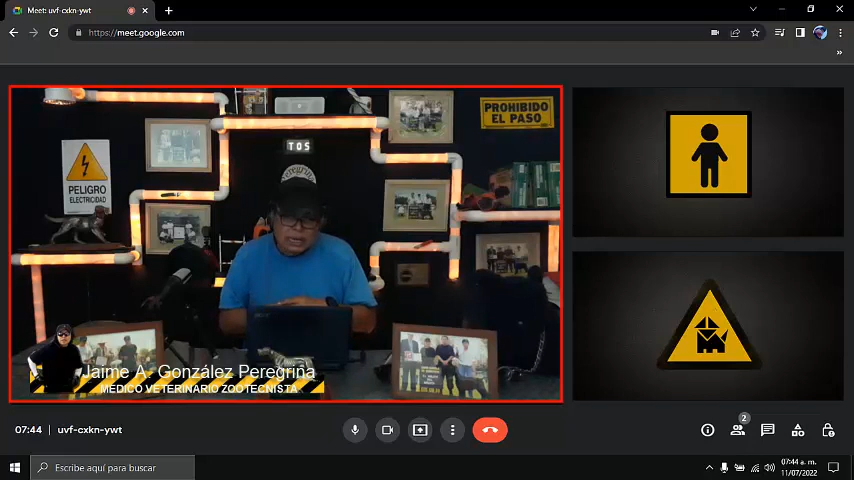 Meet: uvf-cxkn-ywt
https://meet.google.com
PROHIBIDO
EL PASO
TOS
PELIGRO
ELECTRICIDAD
Peregrino
Jaime A. González Peregrina
MEDICO VETERINARIO ZOOTECNISTA
2
07:44 | uvf-cxkn-ywt
Escribe aquí para buscar
07:44 a. m.
11/07/2022